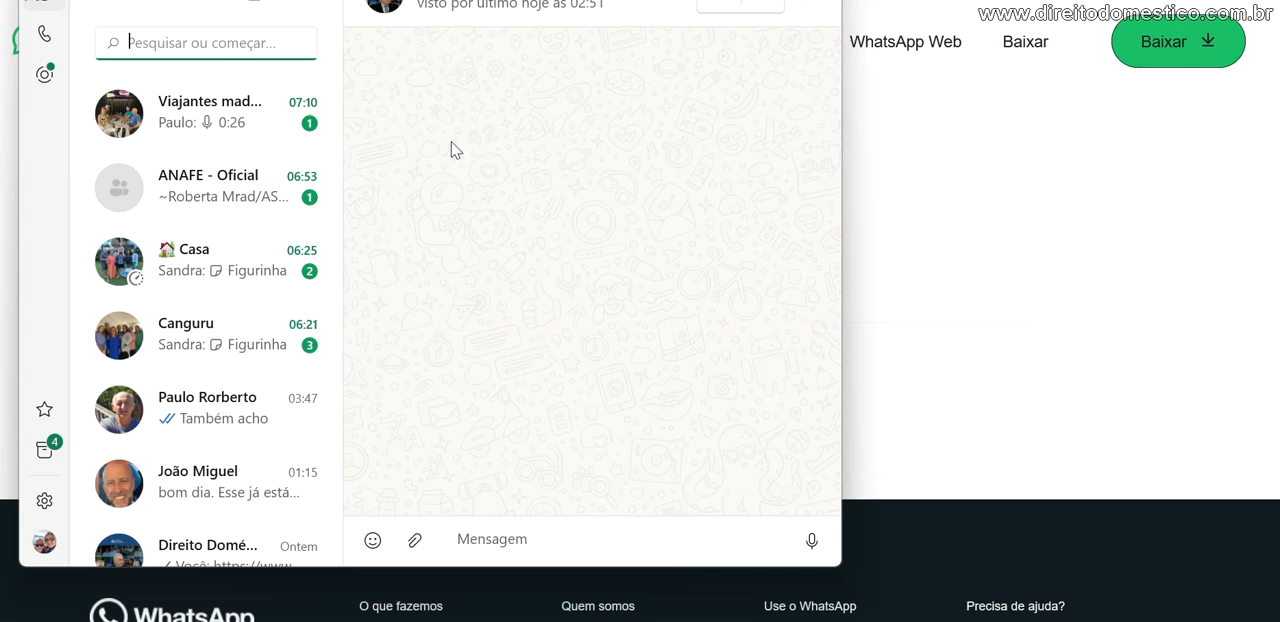 www.direitodomestico.com.br
visto por último hoje às 02:51
Pesquisar ou começar...
WhatsApp Web
Baixar
Baixar
Viajantes mad... 07:10
Paulo: 0:26 1
ANAFE - Oficial 06:53
~Roberta Mrad/AS... 1
🏠 Casa 06:25
Sandra: Figurinha 2
Canguru 06:21
Sandra: Figurinha 3
Paulo Rorberto 03:47
Também acho
João Miguel 01:15
bom dia. Esse já está...
4
Direito Domé... Ontem
Você: https://www...
Mensagem
WhatsApp
O que fazemos
Quem somos
Use o WhatsApp
Precisa de ajuda?